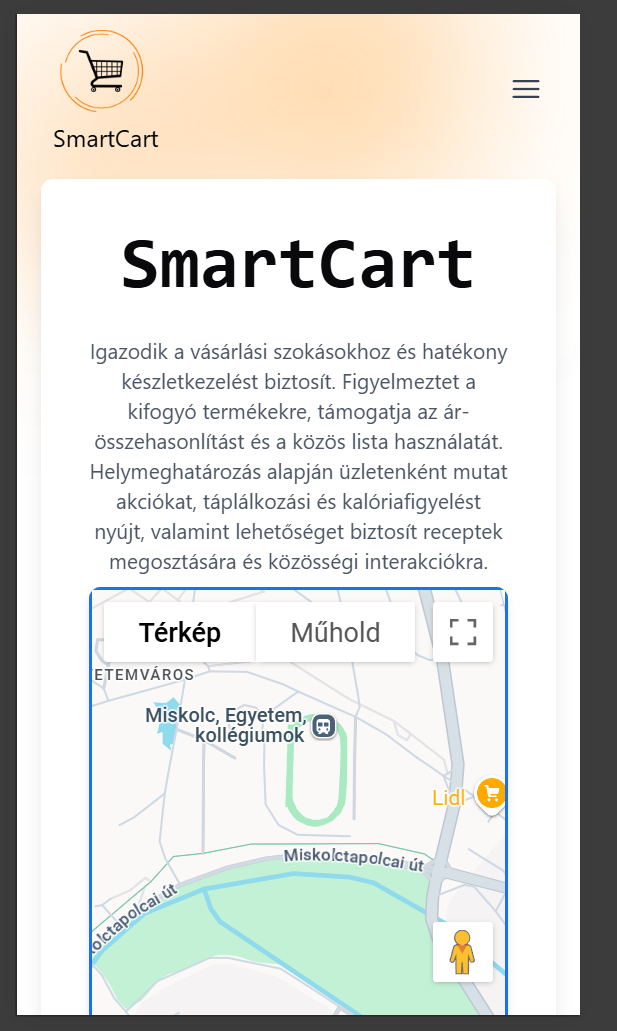 SmartCart
SmartCart
Igazodik a vásárlási szokásokhoz és hatékony
készletkezelést biztosít. Figyelmeztet a
kifogyó termékekre, támogatja az ár-
összehasonlítást és a közös lista használatát.
Helymeghatározás alapján üzletenként mutat
akciókat, táplálkozási és kalóriafigyelést
nyújt, valamint lehetőséget biztosít receptek
megosztására és közösségi interakciókra.
Térkép
Műhold
ETEMVÁROS
Miskolc, Egyetem,
kollégiumok
Lidl
Miskolctapolcai út
kolctapolcai út